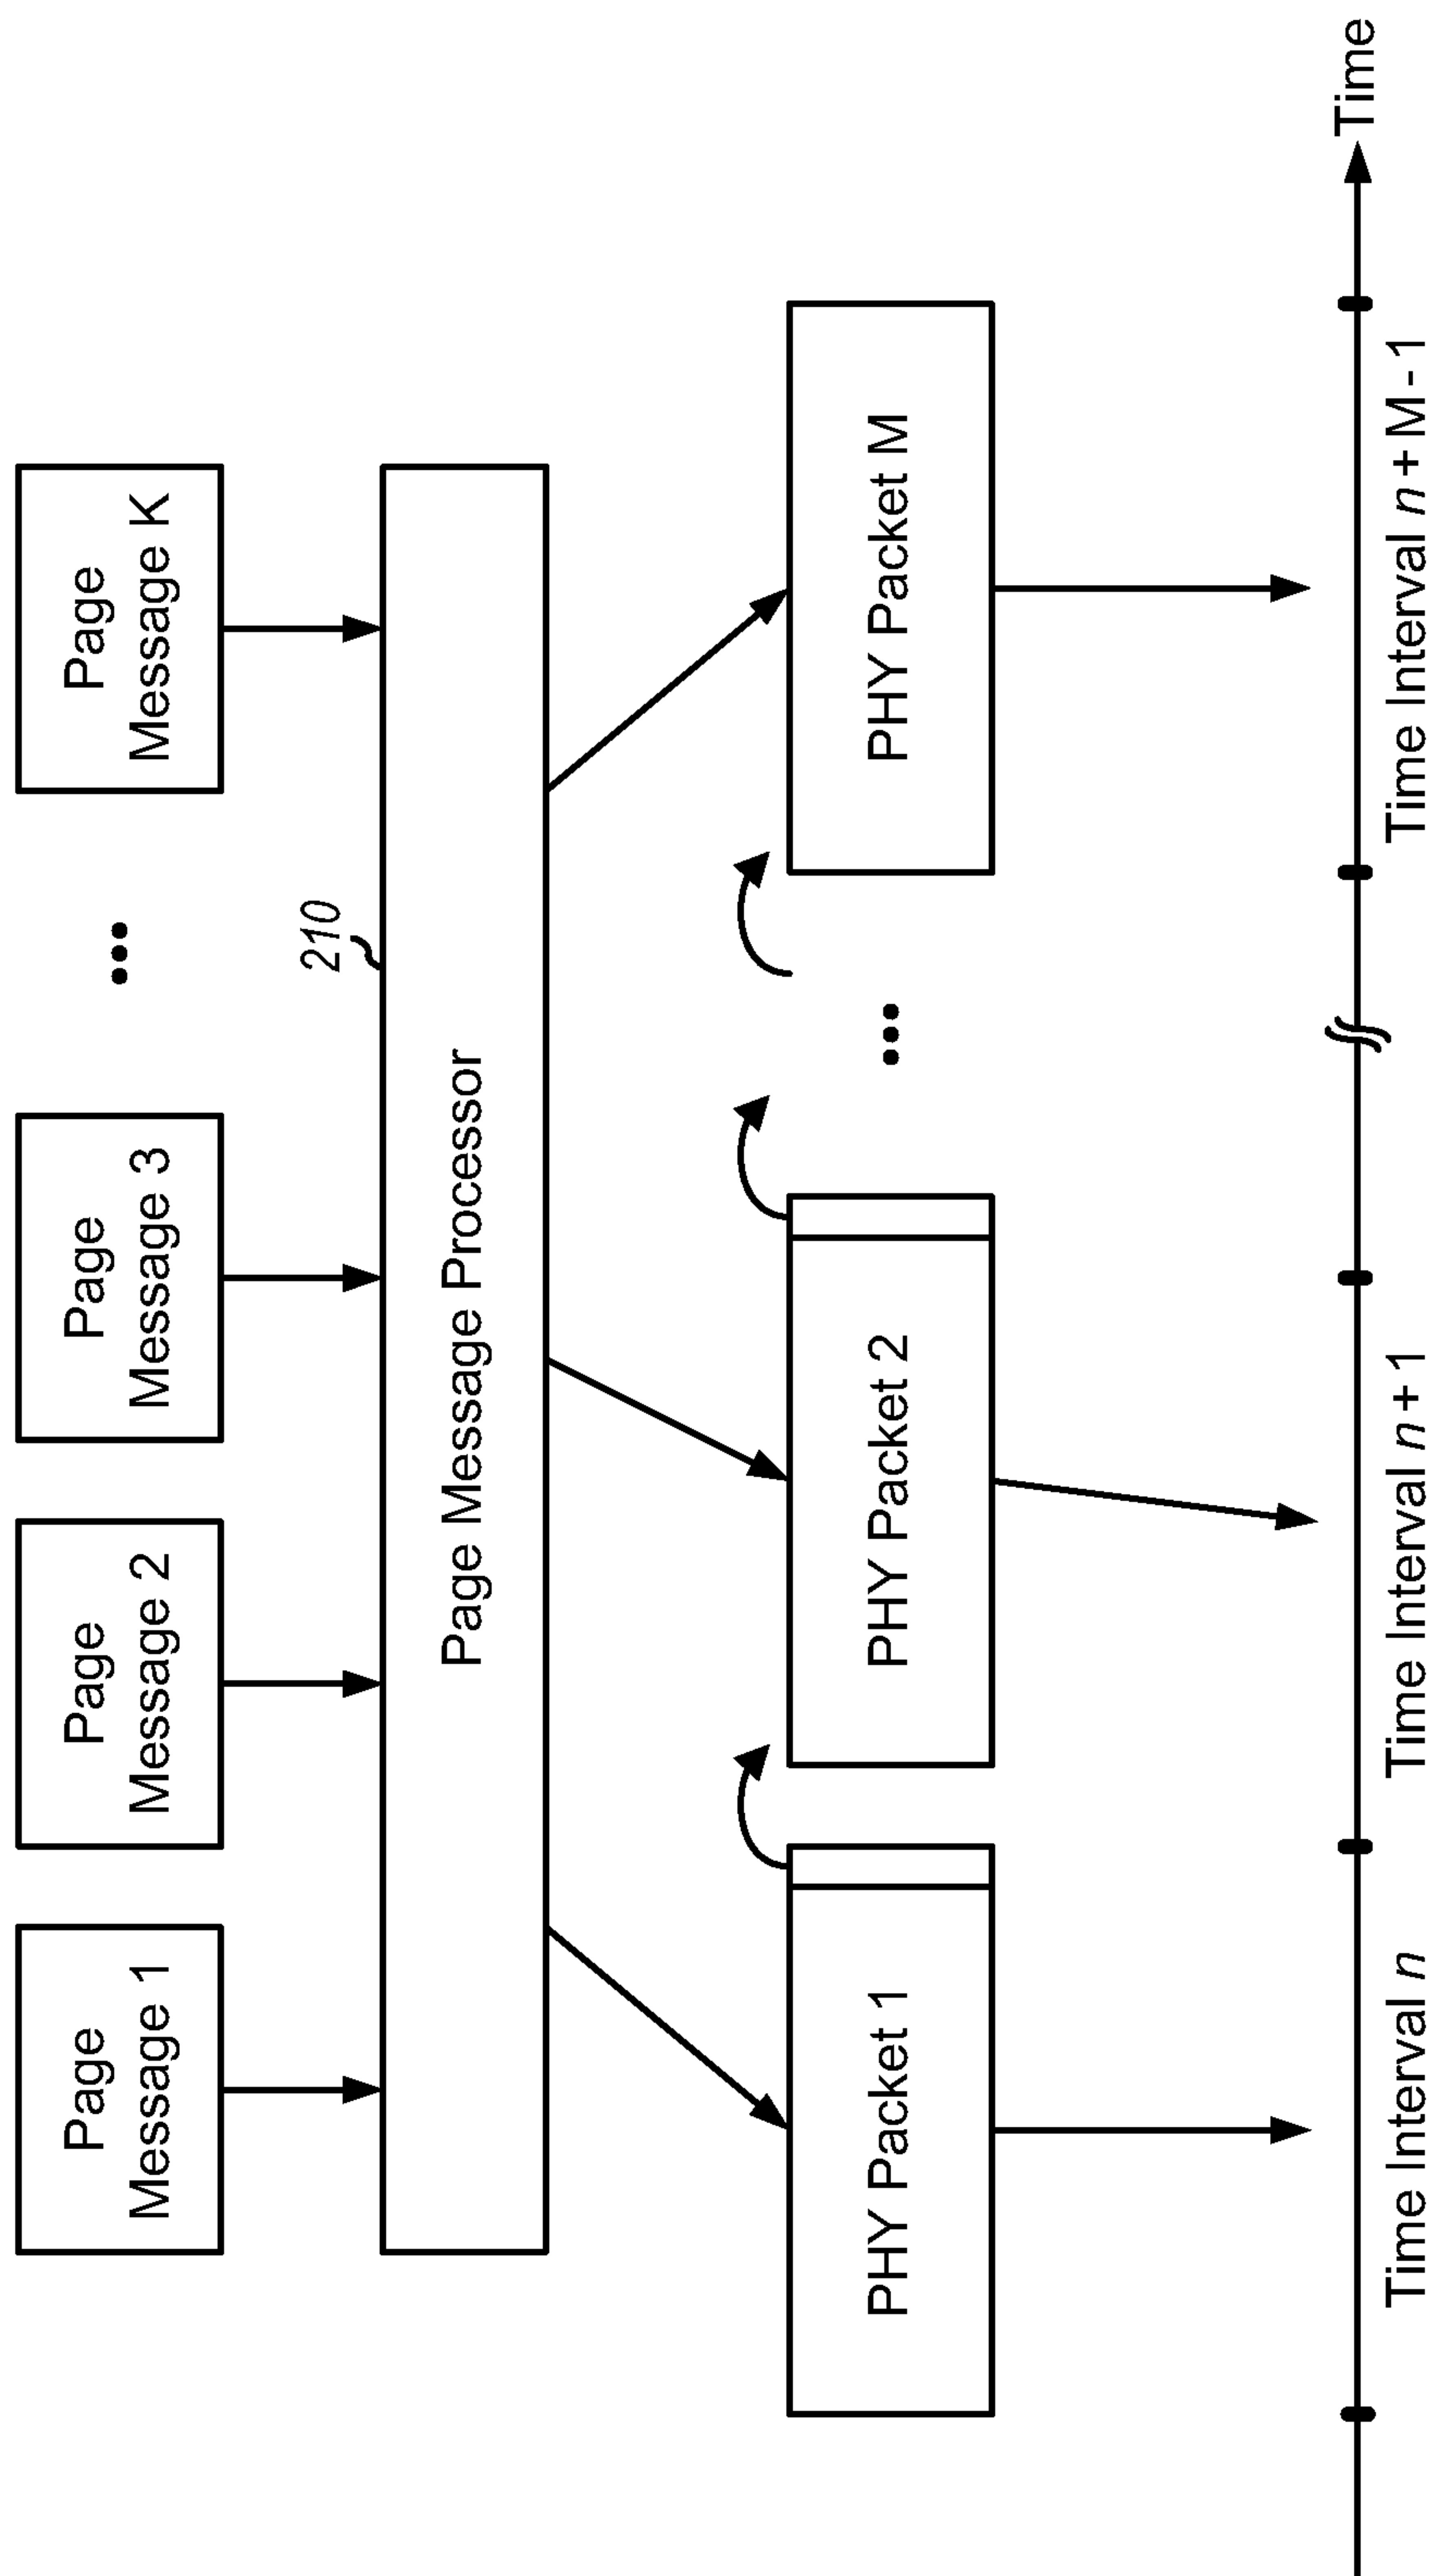 Page
Message 1
Page
Message 2
Page
Message 3
...
Page
Message K
210
Page Message Processor
PHY Packet 1
PHY Packet 2
...
PHY Packet M
Time
Time Interval n
Time Interval n + 1
Time Interval n + M - 1